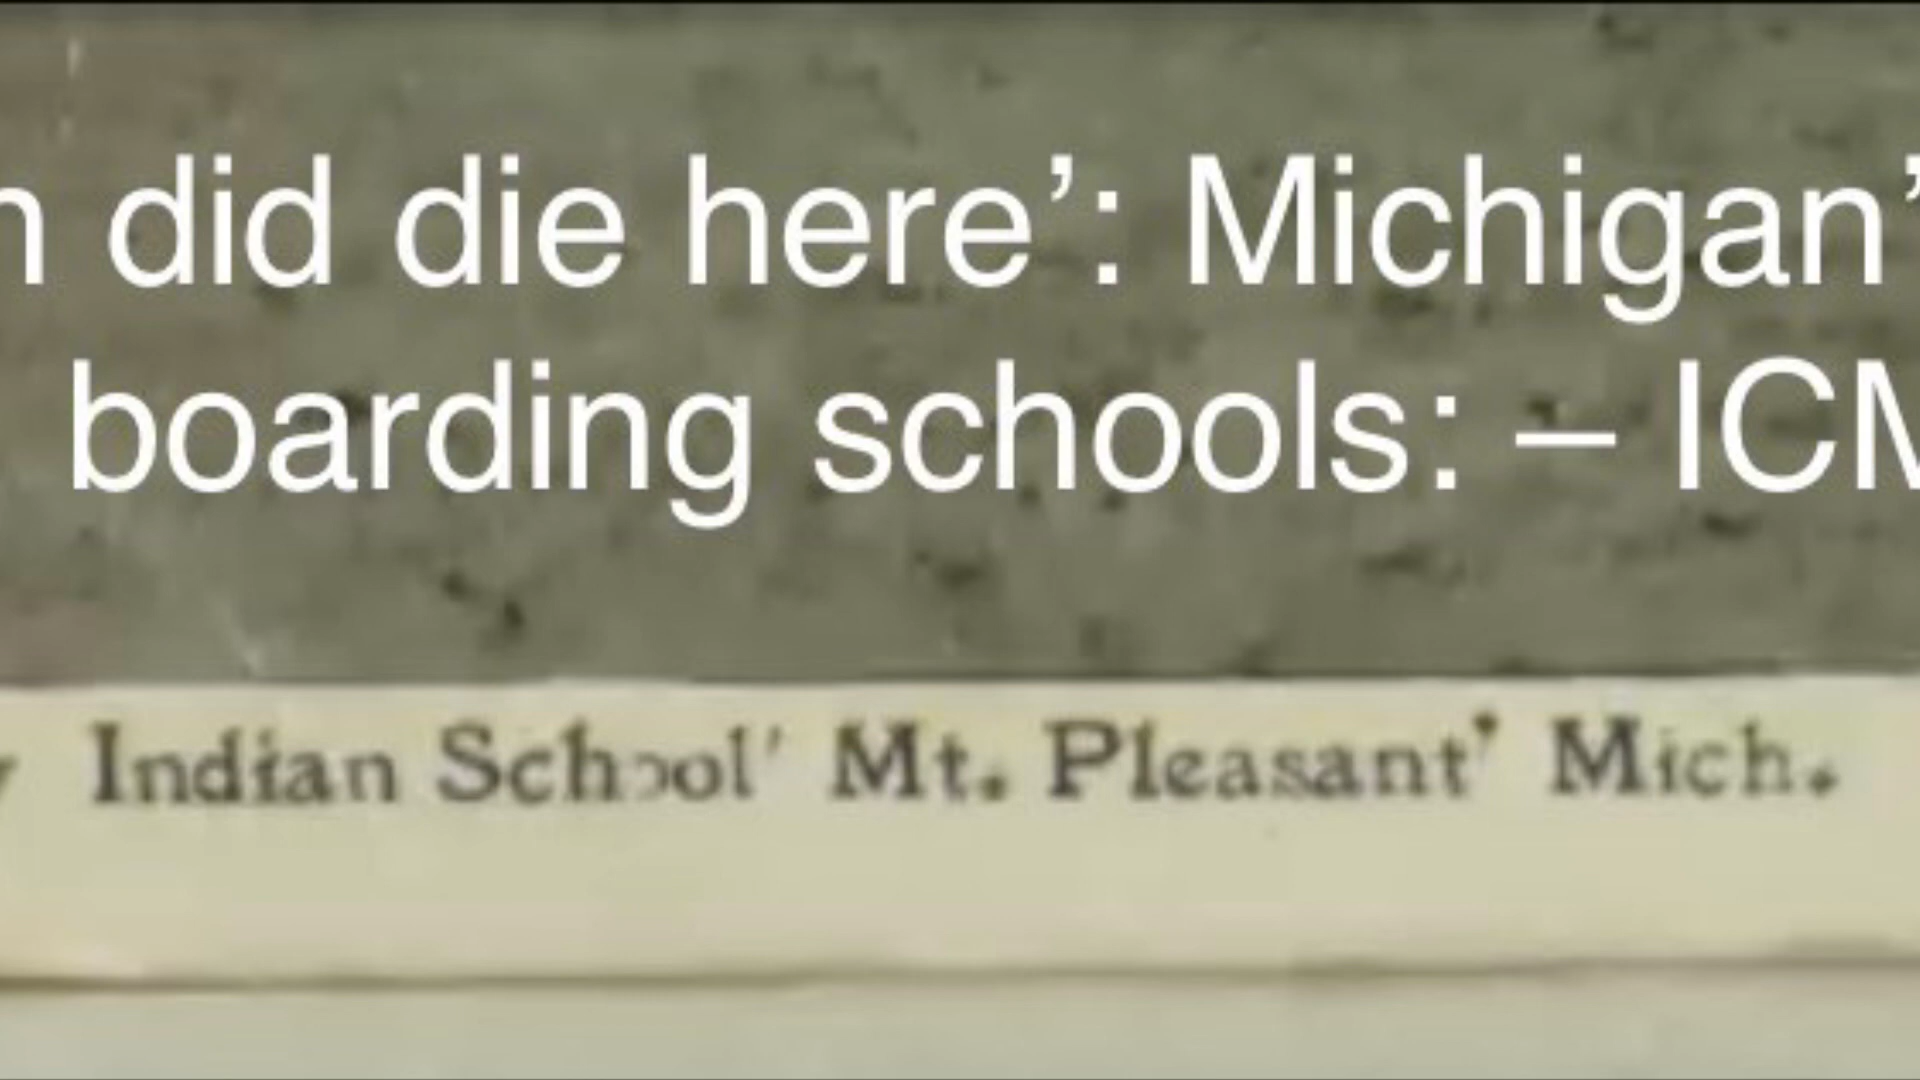 n did die here’: Michigan’
boarding schools: – ICM
Indian School' Mt. Pleasant' Mich.